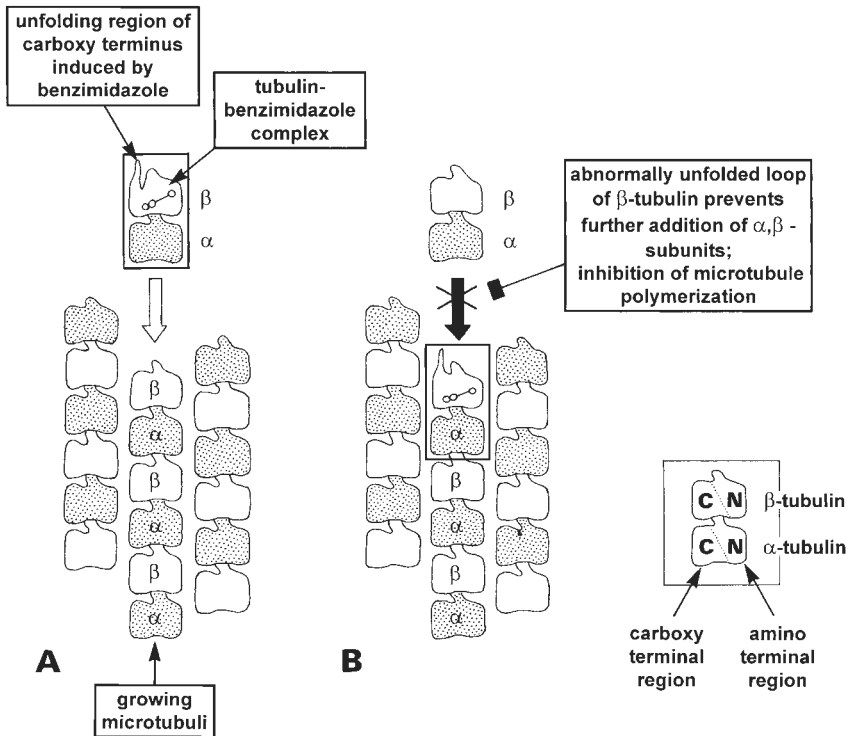 unfolding region of
carboxy terminus
induced by
benzimidazole
tubulin-
benzimidazole
complex
β
α
β
α
β
α
β
α
A
growing
microtubuli
β
α
abnormally unfolded loop
of β-tubulin prevents
further addition of α,β -
subunits;
inhibition of microtubule
polymerization
α
β
α
β
α
B
C N β-tubulin
C N α-tubulin
carboxy
terminal
region
amino
terminal
region